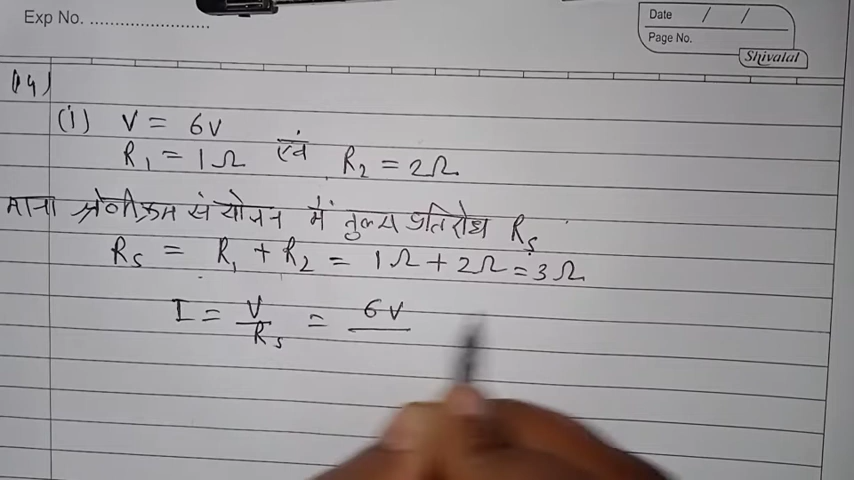 Exp No. ..............................
Date / /
Page No.
Shivalal
(14)
(i) V = 6V
R₁ = 1Ω एवं R₂ = 2Ω
माना श्रेणीक्रम संयोजन में तुल्य प्रतिरोध Rs
Rs = R₁ + R₂ = 1Ω + 2Ω = 3Ω
I = V/Rs = 6V